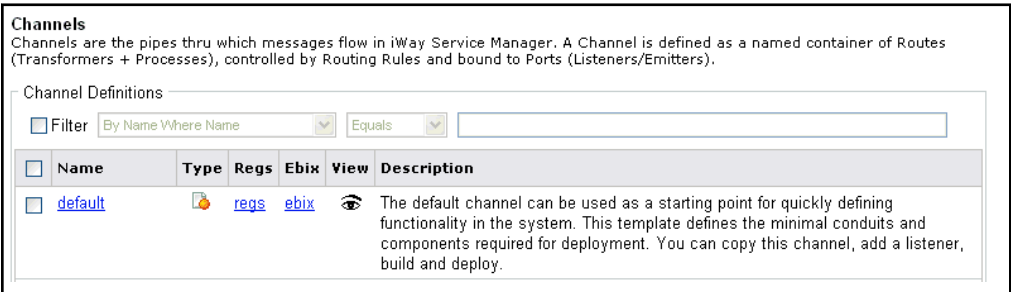 Channels
Channels are the pipes thru which messages flow in iWay Service Manager. A Channel is defined as a named container of Routes
(Transformers + Processes), controlled by Routing Rules and bound to Ports (Listeners/Emitters).
Channel Definitions
Filter By Name Where Name Equals
Name Type Regs Ebix View Description
default regs ebix The default channel can be used as a starting point for quickly defining
functionality in the system. This template defines the minimal conduits and
components required for deployment. You can copy this channel, add a listener,
build and deploy.